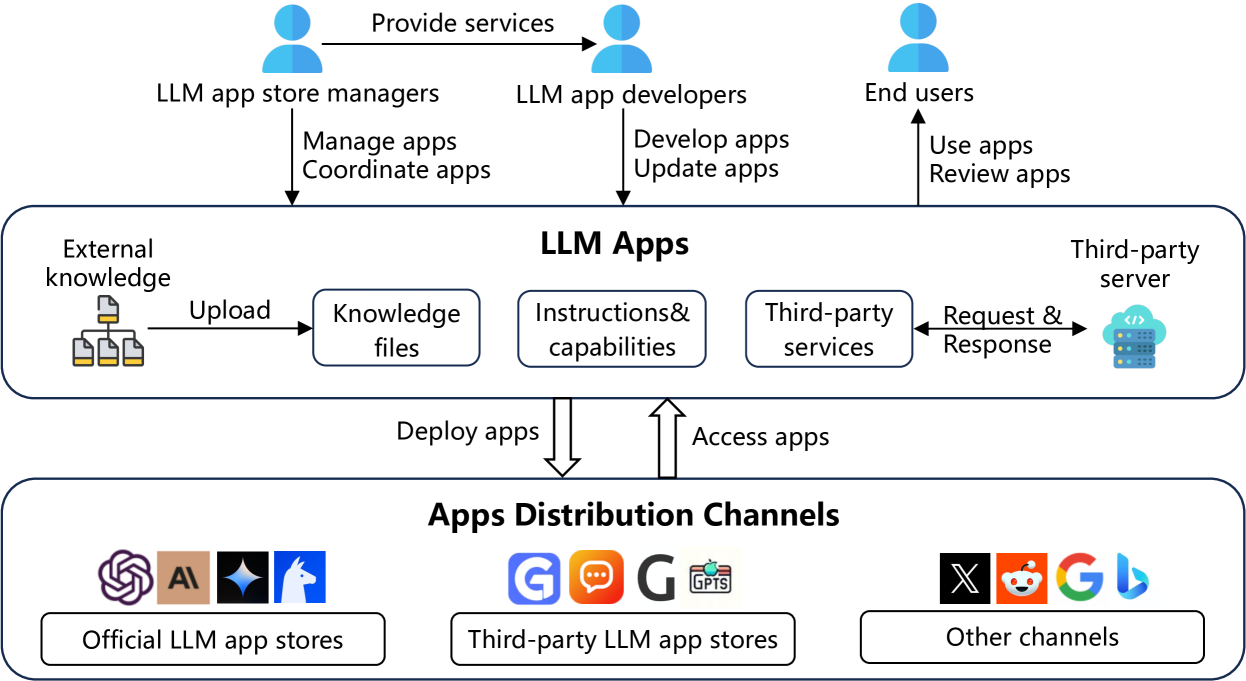 Provide services
LLM app store managers
LLM app developers
End users
Manage apps
Coordinate apps
Develop apps
Update apps
Use apps
Review apps
LLM Apps
External
knowledge
Upload
Knowledge
files
Instructions&
capabilities
Third-party
services
Request &
Response
Third-party
server
Deploy apps
Access apps
Apps Distribution Channels
GPTS
Official LLM app stores
Third-party LLM app stores
Other channels